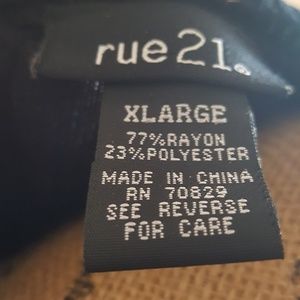 rue21.
XLARGE
77%RAYON
23%POLYESTER
MADE IN CHINA
RN 70829
SEE REVERSE
FOR CARE